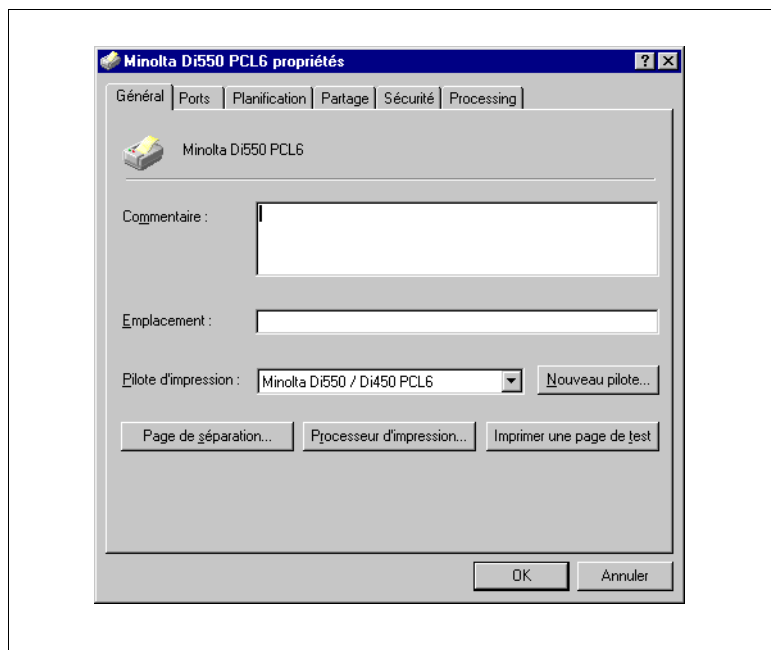 Minolta Di550 PCL6 propriétés
Général Ports Planification Partage Sécurité Processing
Minolta Di550 PCL6
Commentaire :
Emplacement :
Pilote d'impression : Minolta Di550 / Di450 PCL6 Nouveau pilote...
Page de séparation... Processeur d'impression... Imprimer une page de test
OK Annuler